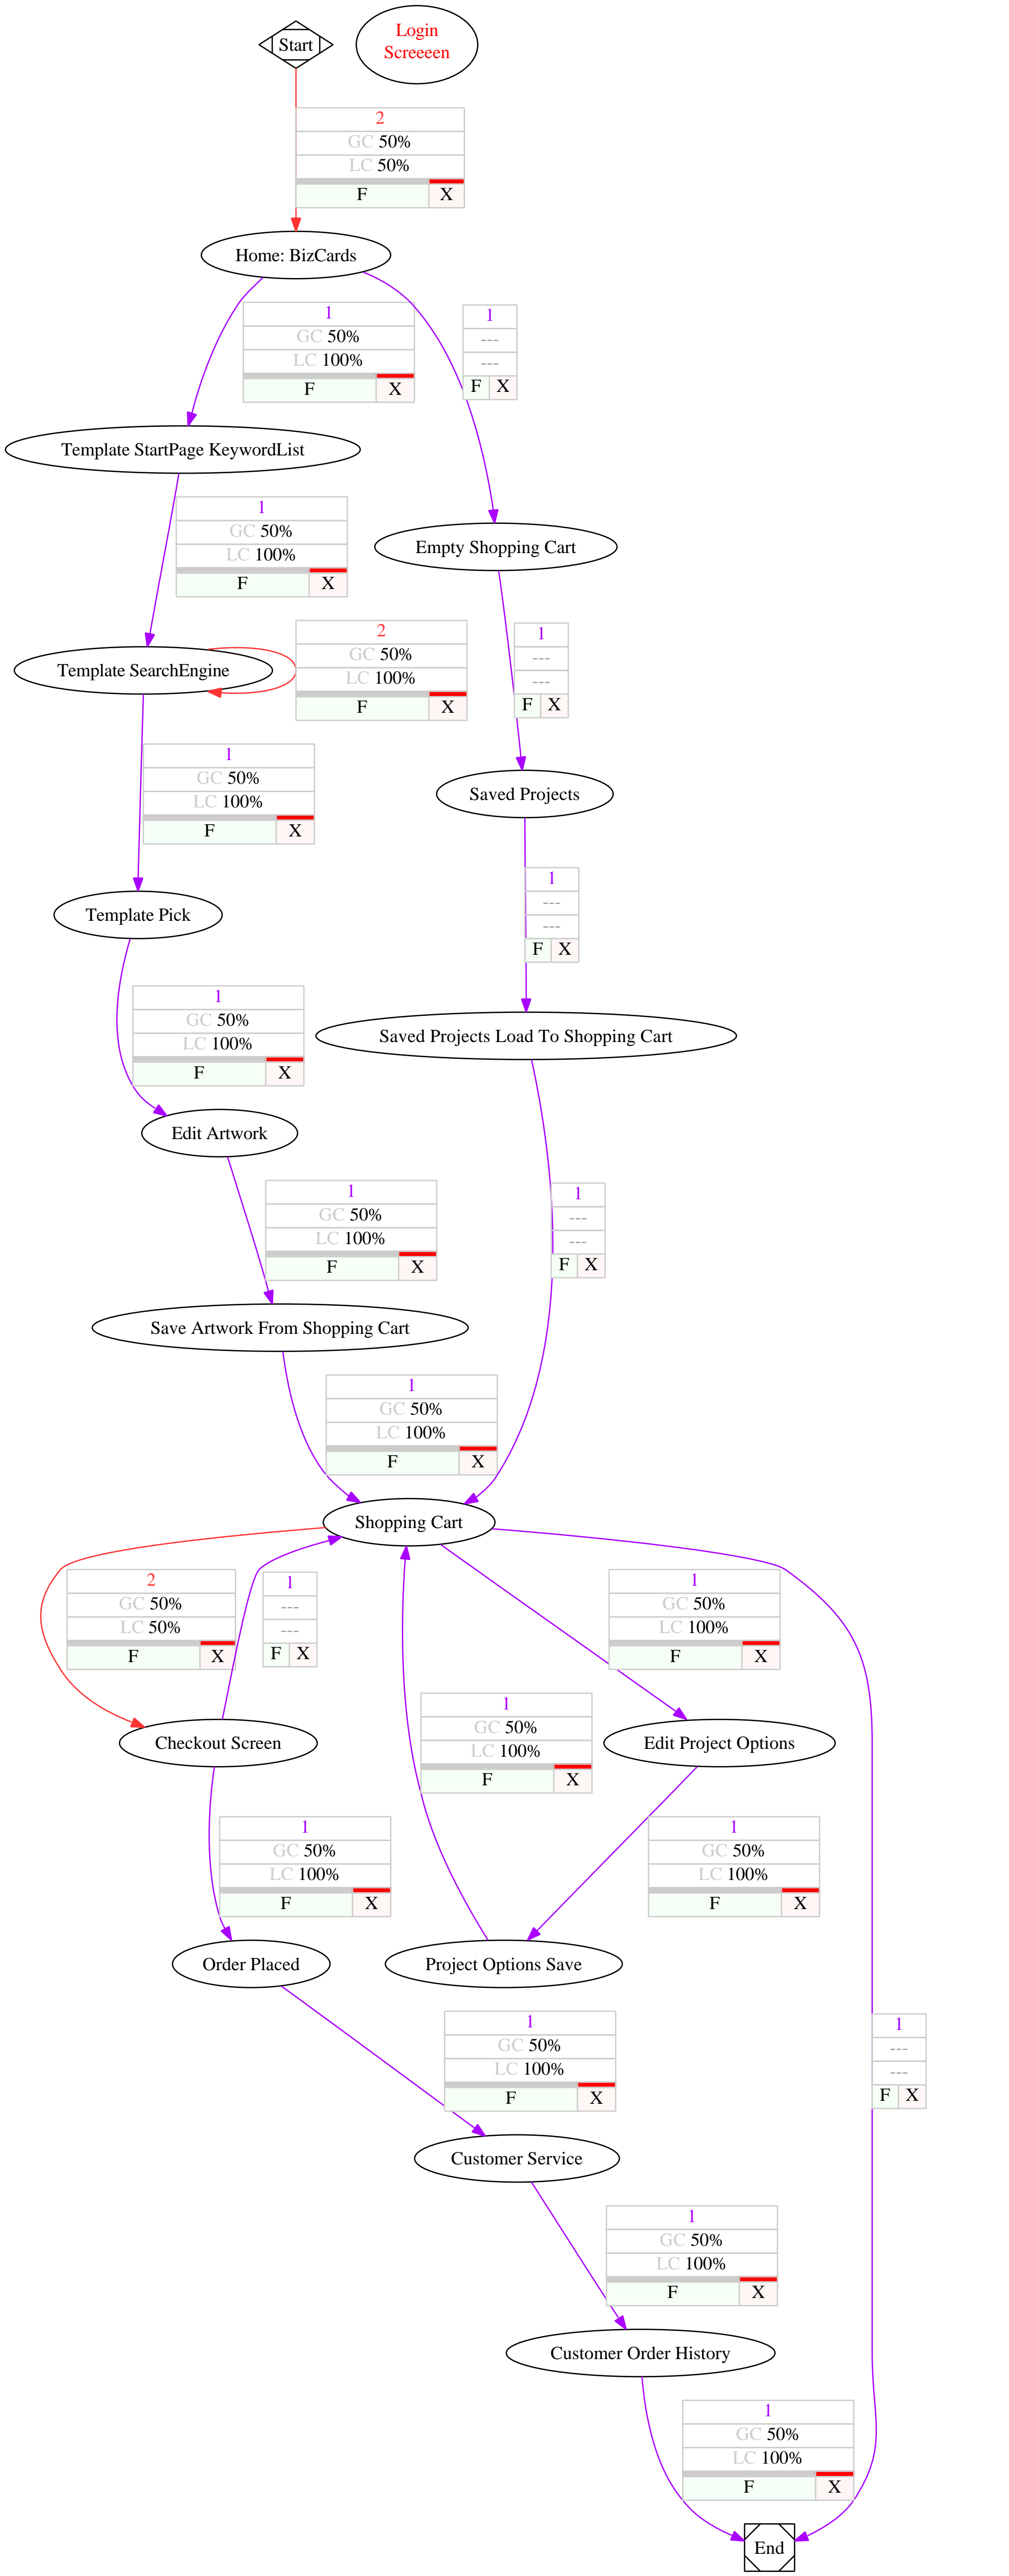 Start
Login
Screeeen
2
GC 50%
LC 50%
F X
Home: BizCards
1
GC 50%
LC 100%
F X
1
---
---
F X
Template StartPage KeywordList
1
GC 50%
LC 100%
F X
Empty Shopping Cart
2
GC 50%
LC 100%
F X
1
---
---
F X
Template SearchEngine
1
GC 50%
LC 100%
F X
Saved Projects
1
---
---
F X
Template Pick
1
GC 50%
LC 100%
F X
Saved Projects Load To Shopping Cart
Edit Artwork
1
GC 50%
LC 100%
F X
1
---
---
F X
Save Artwork From Shopping Cart
1
GC 50%
LC 100%
F X
Shopping Cart
2
GC 50%
LC 50%
F X
1
---
---
F X
1
GC 50%
LC 100%
F X
1
GC 50%
LC 100%
F X
Checkout Screen
Edit Project Options
1
GC 50%
LC 100%
F X
1
GC 50%
LC 100%
F X
Order Placed
Project Options Save
1
GC 50%
LC 100%
F X
1
---
---
F X
Customer Service
1
GC 50%
LC 100%
F X
Customer Order History
1
GC 50%
LC 100%
F X
End